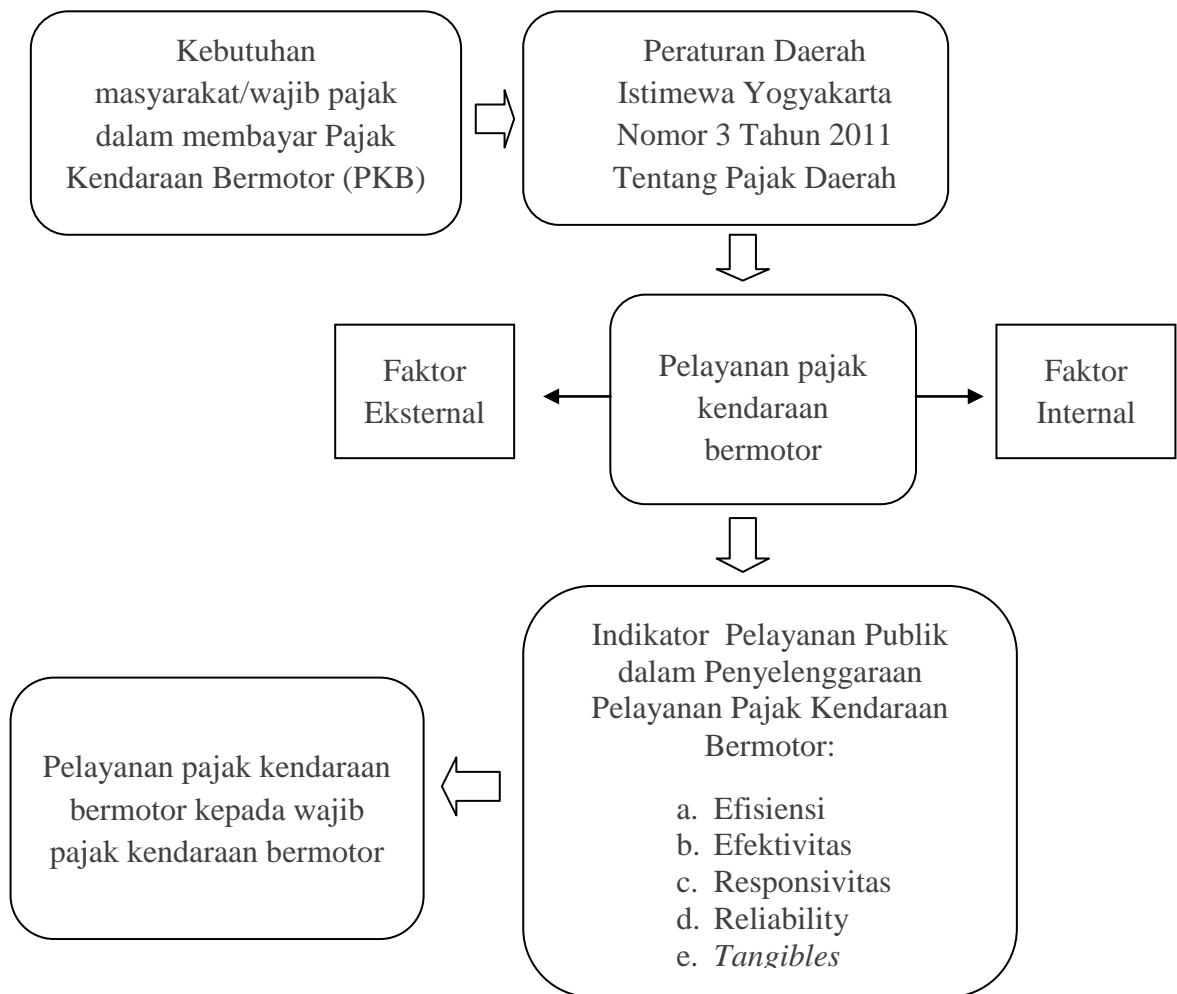 Kebutuhan
masyarakat/wajib pajak
dalam membayar Pajak
Kendaraan Bermotor (PKB)
Peraturan Daerah
Istimewa Yogyakarta
Nomor 3 Tahun 2011
Tentang Pajak Daerah
Faktor
Eksternal
Pelayanan pajak
kendaraan
bermotor
Faktor
Internal
Indikator Pelayanan Publik
dalam Penyelenggaraan
Pelayanan Pajak Kendaraan
Bermotor:
a. Efisiensi
b. Efektivitas
c. Responsivitas
d. Reliability
e. Tangibles
Pelayanan pajak kendaraan
bermotor kepada wajib
pajak kendaraan bermotor